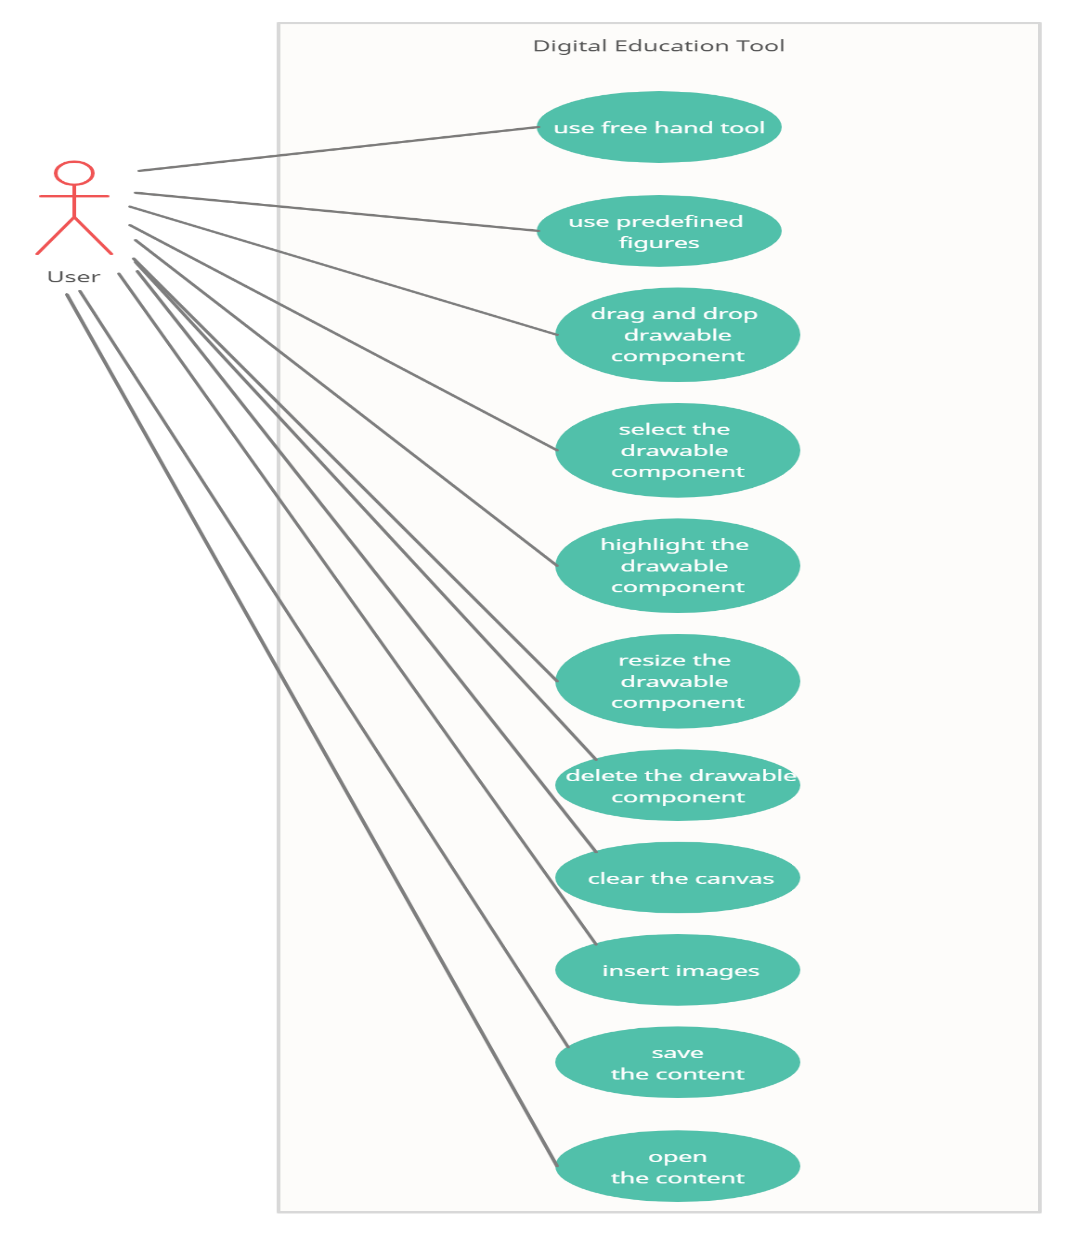 Digital Education Tool
use free hand tool
User
use predefined
figures
drag and drop
drawable
component
select the
drawable
component
highlight the
drawable
component
resize the
drawable
component
delete the drawable
component
clear the canvas
insert images
save
the content
open
the content